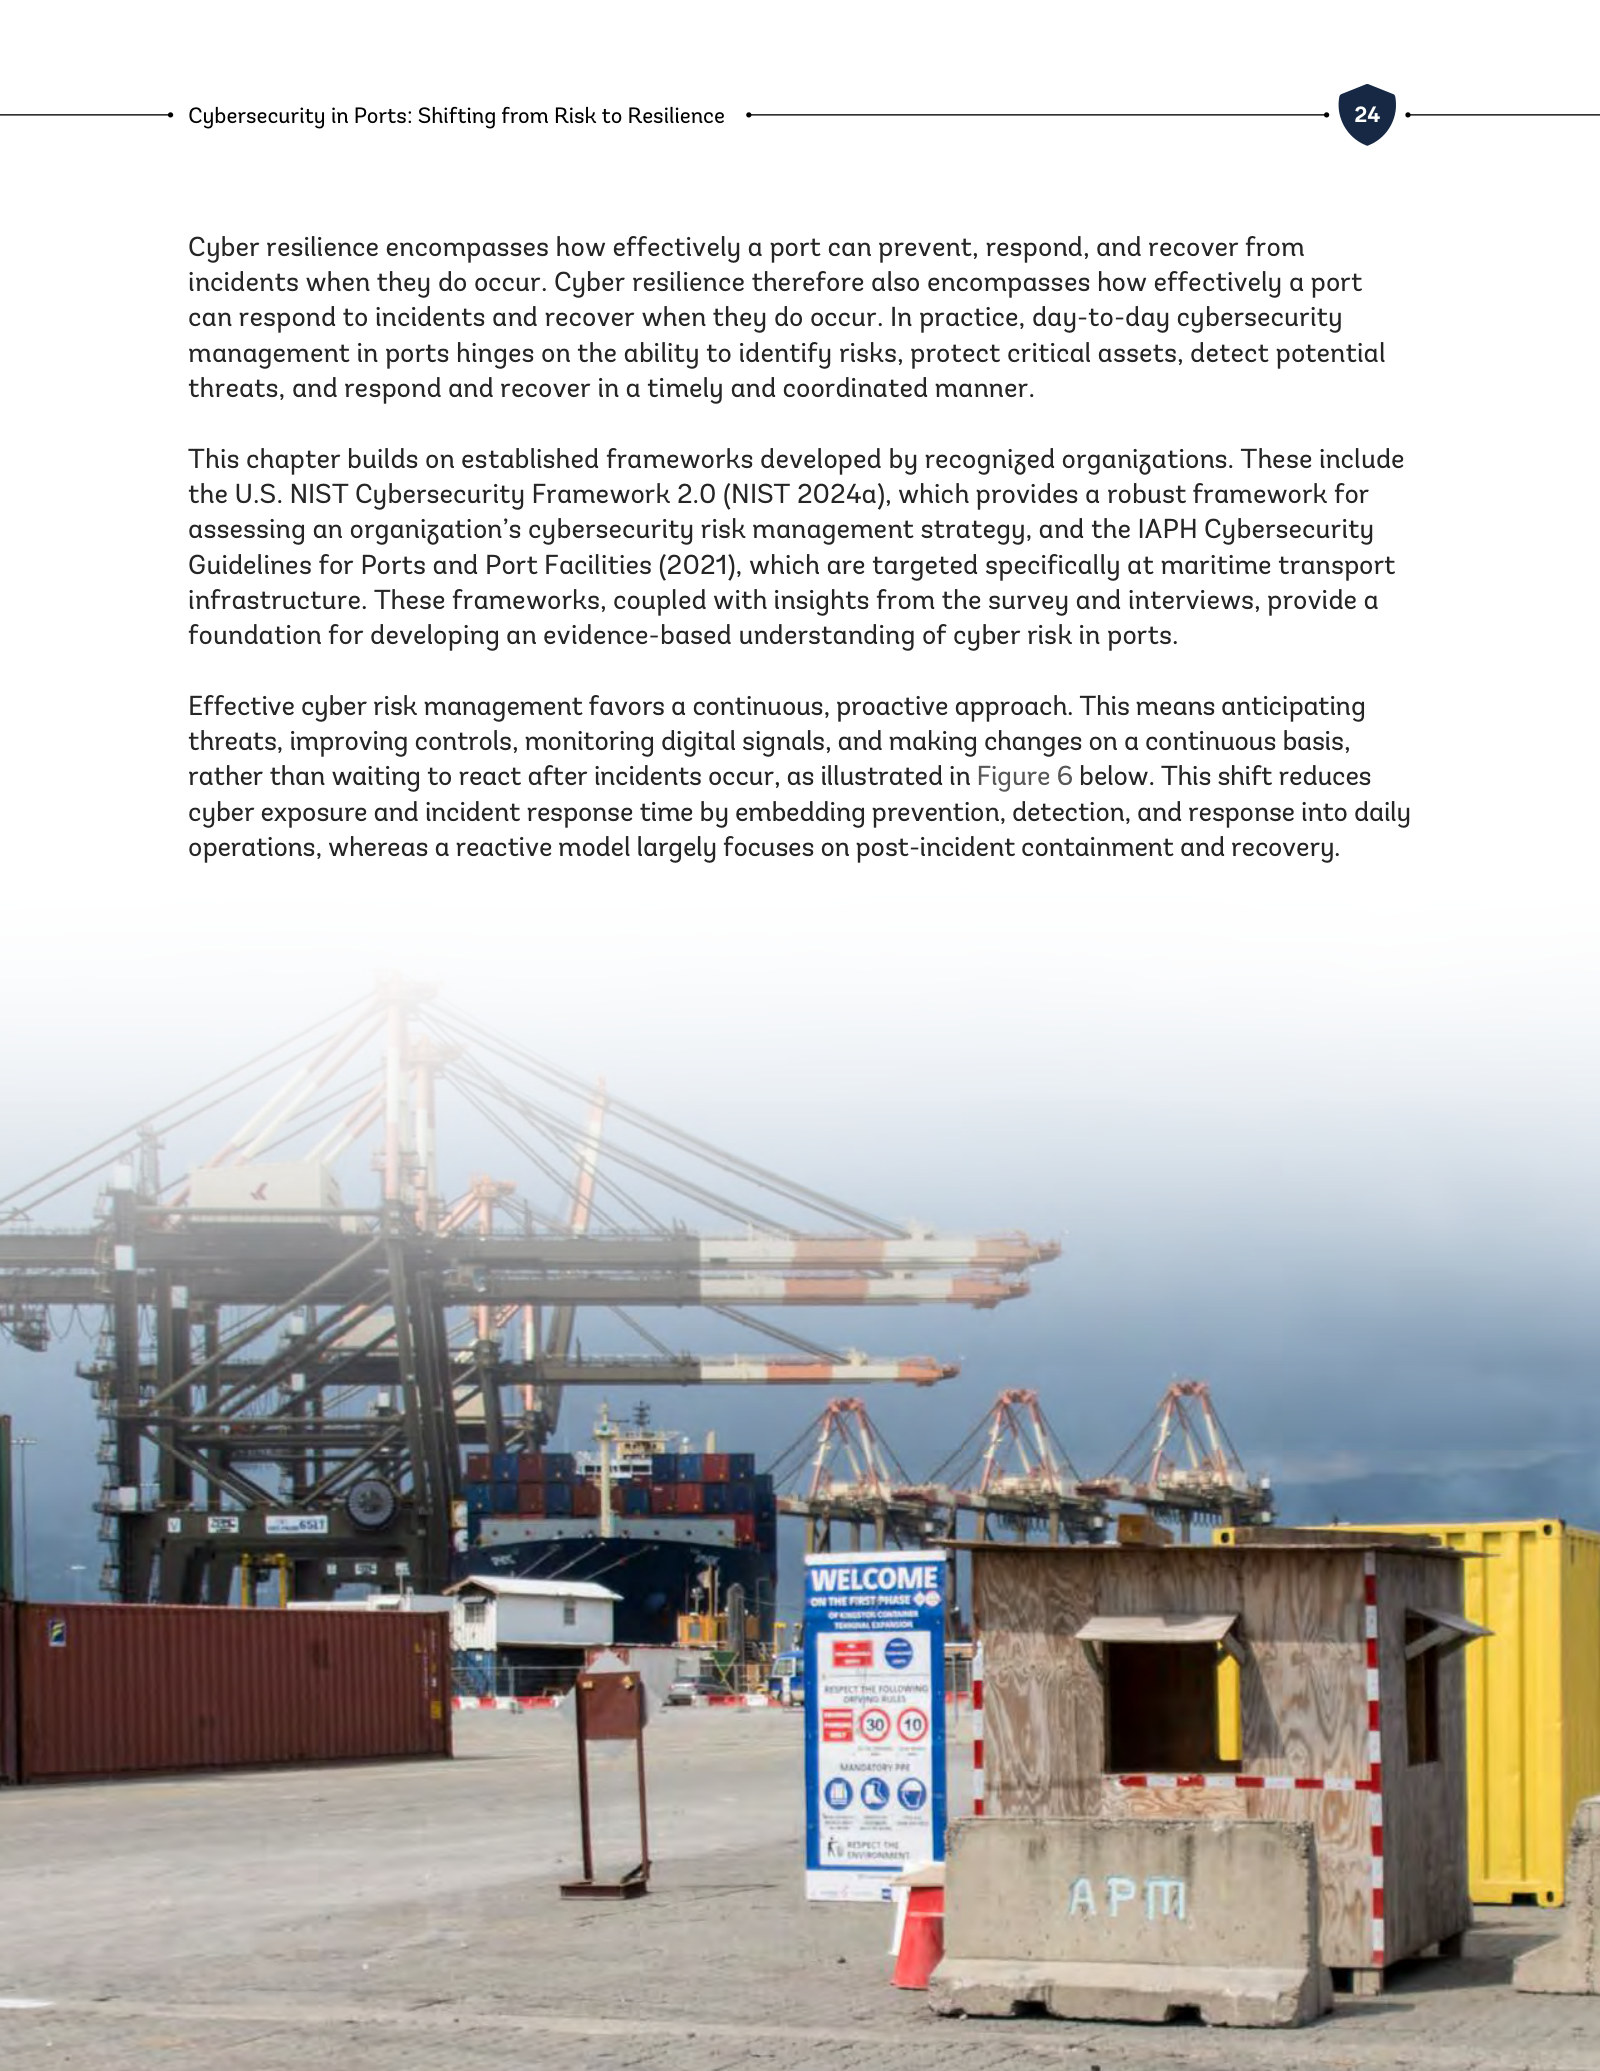 Cybersecurity in Ports: Shifting from Risk to Resilience
24
Cyber resilience encompasses how effectively a port can prevent, respond, and recover from
incidents when they do occur. Cyber resilience therefore also encompasses how effectively a port
can respond to incidents and recover when they do occur. In practice, day-to-day cybersecurity
management in ports hinges on the ability to identify risks, protect critical assets, detect potential
threats, and respond and recover in a timely and coordinated manner.
This chapter builds on established frameworks developed by recognized organizations. These include
the U.S. NIST Cybersecurity Framework 2.0 (NIST 2024a), which provides a robust framework for
assessing an organization’s cybersecurity risk management strategy, and the IAPH Cybersecurity
Guidelines for Ports and Port Facilities (2021), which are targeted specifically at maritime transport
infrastructure. These frameworks, coupled with insights from the survey and interviews, provide a
foundation for developing an evidence-based understanding of cyber risk in ports.
Effective cyber risk management favors a continuous, proactive approach. This means anticipating
threats, improving controls, monitoring digital signals, and making changes on a continuous basis,
rather than waiting to react after incidents occur, as illustrated in Figure 6 below. This shift reduces
cyber exposure and incident response time by embedding prevention, detection, and response into daily
operations, whereas a reactive model largely focuses on post-incident containment and recovery.
65LT
WELCOME
ON THE FIRST PHASE
OF KINGSTON CONTAINER
TERMINAL EXPANSION
RESPECT THE FOLLOWING
DRIVING RULES
30
10
MANDATORY PPE
RESPECT THE
ENVIRONMENT
APM